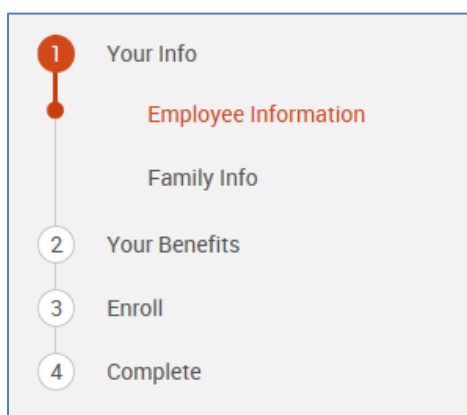 1 Your Info
Employee Information
Family Info
2 Your Benefits
3 Enroll
4 Complete